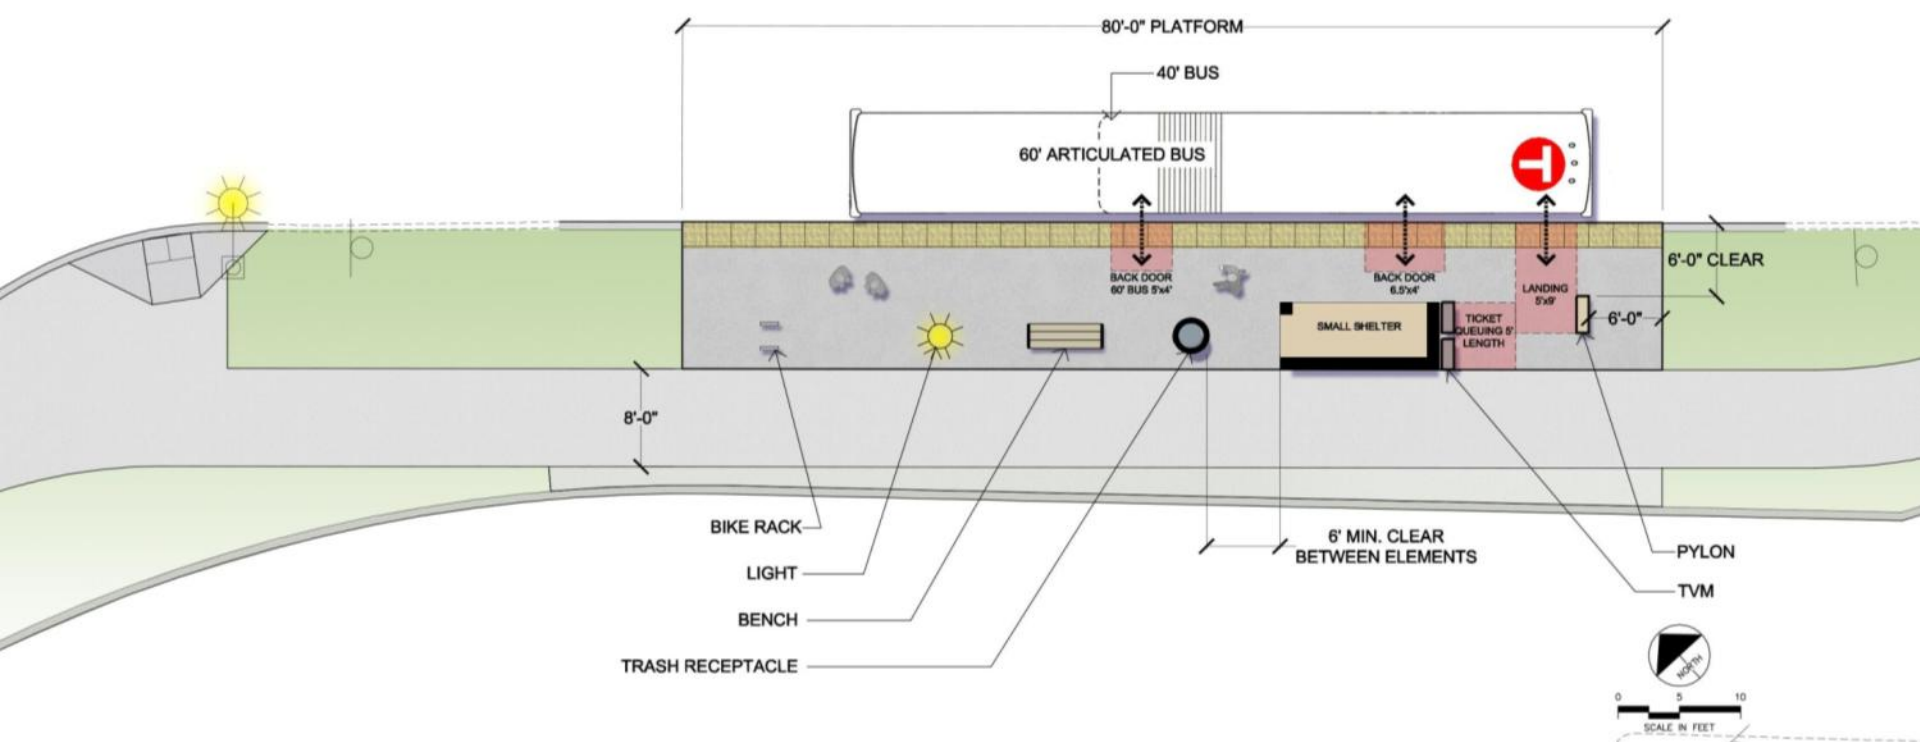 80'-0" PLATFORM
40' BUS
60' ARTICULATED BUS
T
6'-0" CLEAR
BACK DOOR
60' BUS 5'x4'
BACK DOOR
6.5'x4'
LANDING
5'x9'
SMALL SHELTER
TICKET
QUEUING 5'
LENGTH
6'-0"
8'-0"
BIKE RACK
LIGHT
BENCH
TRASH RECEPTACLE
6' MIN. CLEAR
BETWEEN ELEMENTS
PYLON
TVM
NORTH
0 5 10
SCALE IN FEET